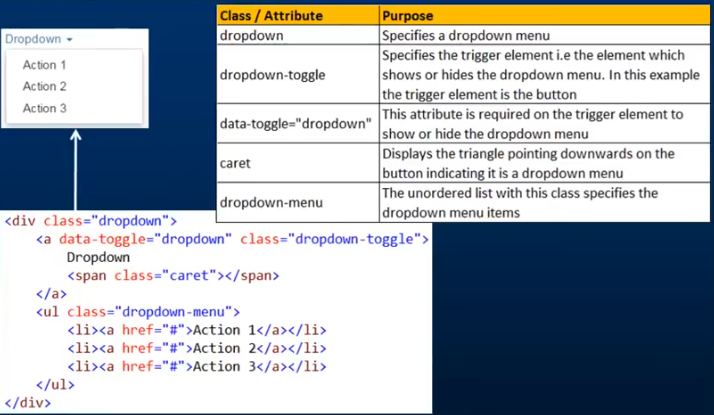 Dropdown
Action 1
Action 2
Action 3
Class / Attribute Purpose
dropdown Specifies a dropdown menu
dropdown-toggle Specifies the trigger element i.e the element which
shows or hides the dropdown menu. In this example
the trigger element is the button
data-toggle="dropdown" This attribute is required on the trigger element to
show or hide the dropdown menu
caret Displays the triangle pointing downwards on the
button indicating it is a dropdown menu
dropdown-menu The unordered list with this class specifies the
dropdown menu items
<div class="dropdown">
    <a data-toggle="dropdown" class="dropdown-toggle">
        Dropdown
        <span class="caret"></span>
    </a>
    <ul class="dropdown-menu">
        <li><a href="#">Action 1</a></li>
        <li><a href="#">Action 2</a></li>
        <li><a href="#">Action 3</a></li>
    </ul>
</div>